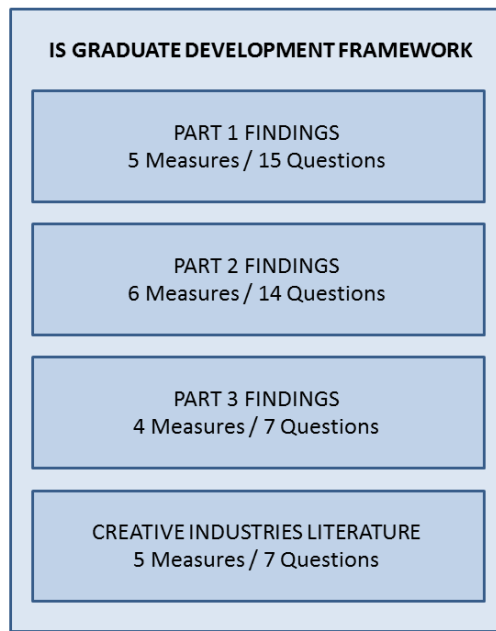 IS GRADUATE DEVELOPMENT FRAMEWORK
PART 1 FINDINGS
5 Measures / 15 Questions
PART 2 FINDINGS
6 Measures / 14 Questions
PART 3 FINDINGS
4 Measures / 7 Questions
CREATIVE INDUSTRIES LITERATURE
5 Measures / 7 Questions